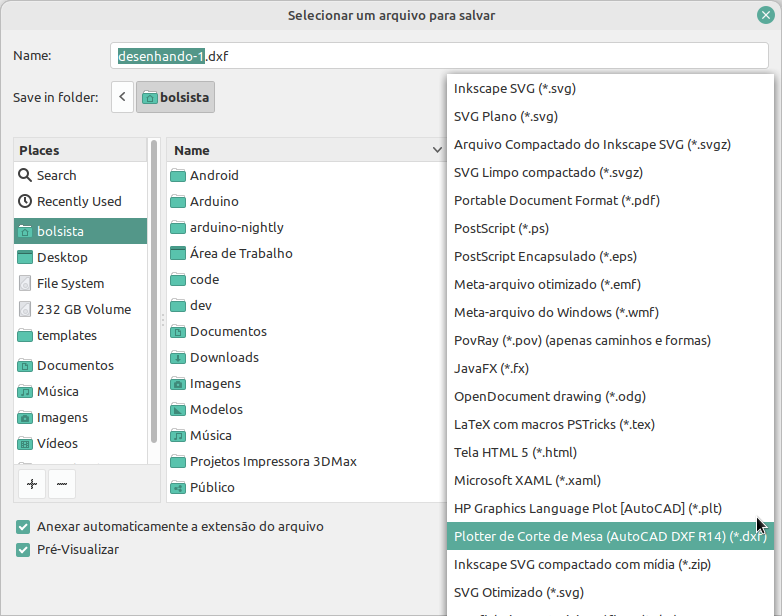 Selecionar um arquivo para salvar
Name:
desenhando-1.dxf
Save in folder:
bolsista
Places
Search
Recently Used
bolsista
Desktop
File System
232 GB Volume
templates
Documentos
Música
Imagens
Vídeos
Name
Android
Arduino
arduino-nightly
Área de Trabalho
code
dev
Documentos
Downloads
Imagens
Modelos
Música
Projetos Impressora 3DMax
Público
Inkscape SVG (*.svg)
SVG Plano (*.svg)
Arquivo Compactado do Inkscape SVG (*.svgz)
SVG Limpo compactado (*.svgz)
Portable Document Format (*.pdf)
PostScript (*.ps)
PostScript Encapsulado (*.eps)
Meta-arquivo otimizado (*.emf)
Meta-arquivo do Windows (*.wmf)
PovRay (*.pov) (apenas caminhos e formas)
JavaFX (*.fx)
OpenDocument drawing (*.odg)
LaTeX com macros PSTricks (*.tex)
Tela HTML 5 (*.html)
Microsoft XAML (*.xaml)
HP Graphics Language Plot [AutoCAD] (*.plt)
Plotter de Corte de Mesa (AutoCAD DXF R14) (*.dxf)
Inkscape SVG compactado com mídia (*.zip)
SVG Otimizado (*.svg)
Anexar automaticamente a extensão do arquivo
Pré-Visualizar